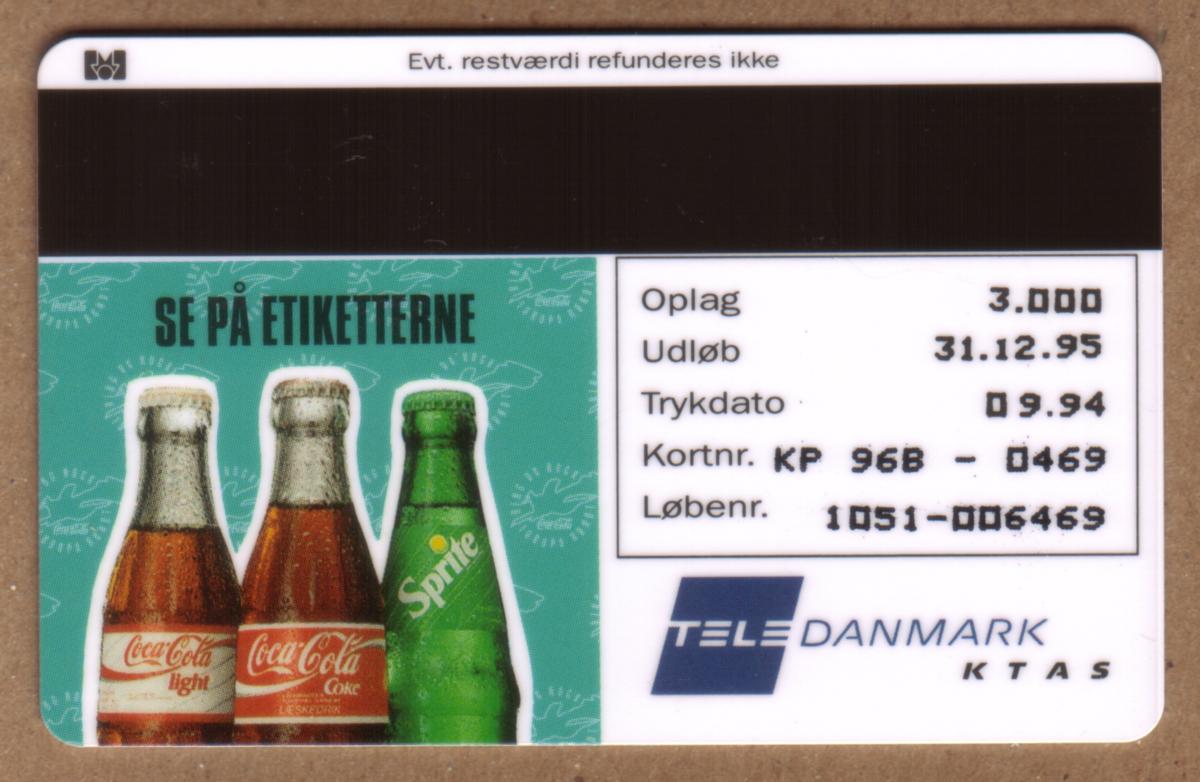 Evt. restværdi refunderes ikke
SE PÅ ETIKETTERNE
Coca-Cola
light
Coca-Cola
Coke
LÆSKEDRIK
Sprite
Oplag 3.000
Udløb 31.12.95
Trykdato 09.94
Kortnr. KP 96B - 0469
Løbenr. 1051-006469
TELE DANMARK
KTAS